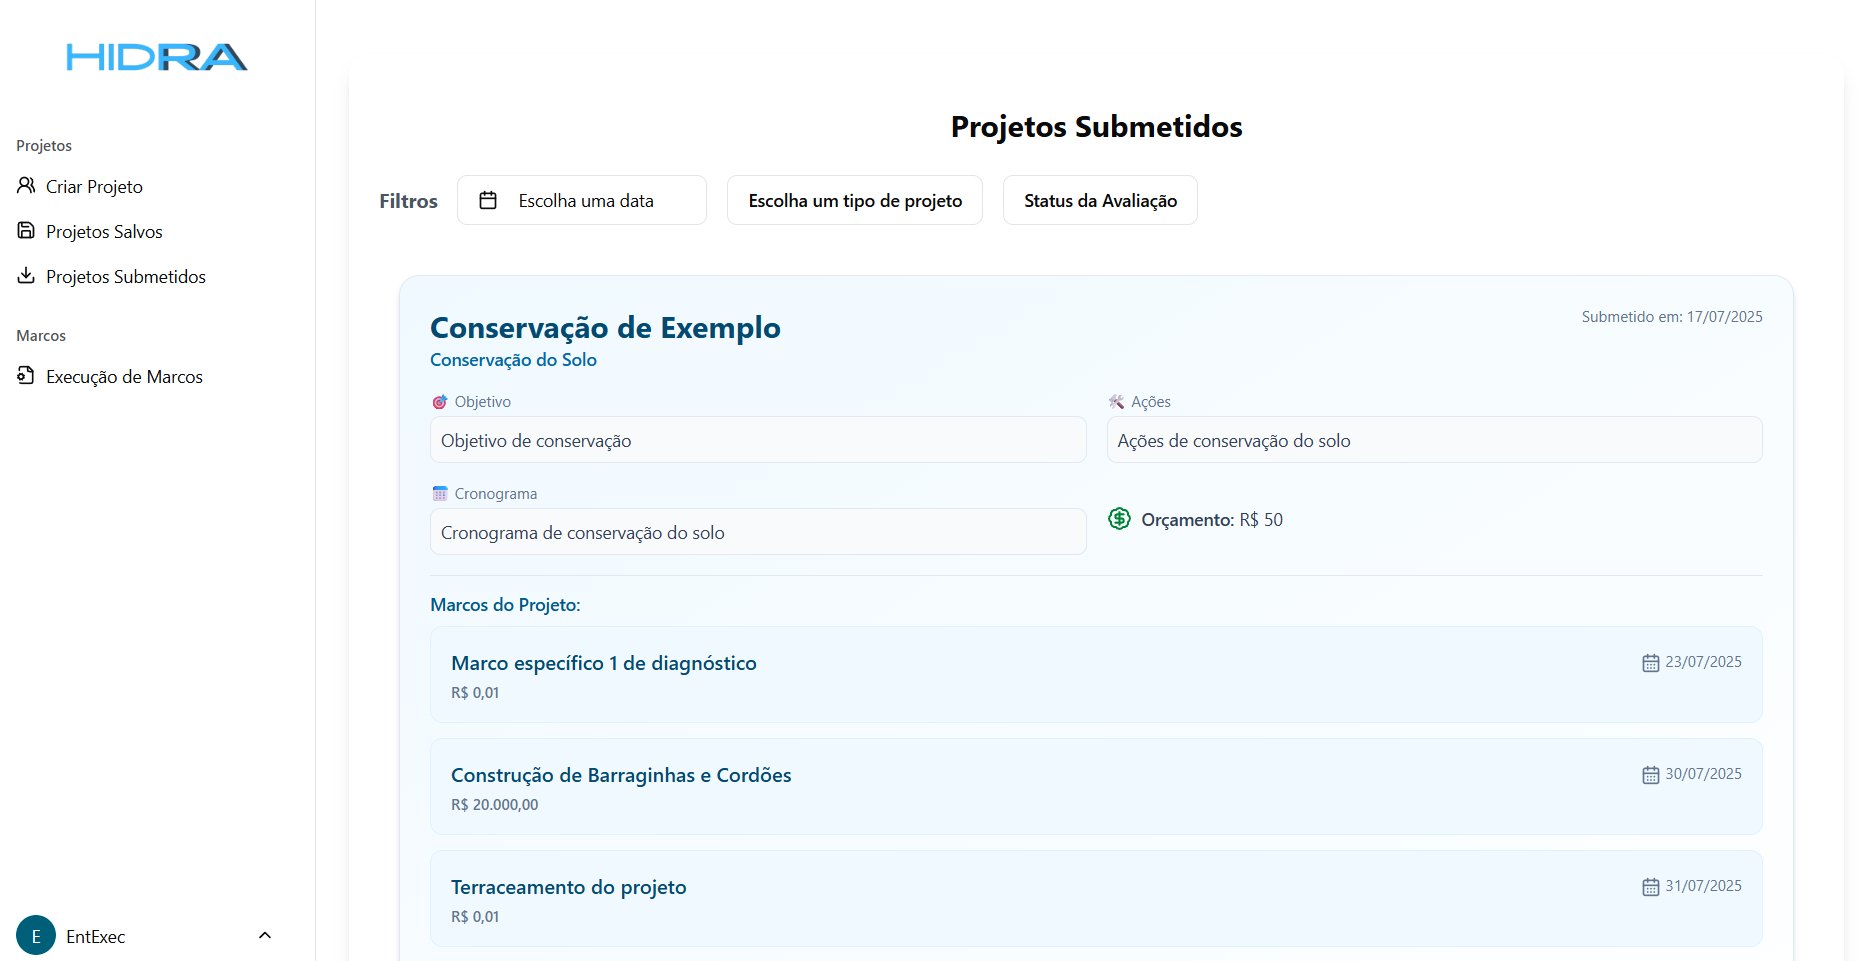 HIDRA
Projetos
Criar Projeto
Projetos Salvos
Projetos Submetidos
Marcos
Execução de Marcos
E EntExec
Projetos Submetidos
Filtros Escolha uma data Escolha um tipo de projeto Status da Avaliação
Conservação de Exemplo Submetido em: 17/07/2025
Conservação do Solo
Objetivo Ações
Objetivo de conservação Ações de conservação do solo
Cronograma
Cronograma de conservação do solo Orçamento: R$ 50
Marcos do Projeto:
Marco específico 1 de diagnóstico 23/07/2025
R$ 0,01
Construção de Barraginhas e Cordões 30/07/2025
R$ 20.000,00
Terraceamento do projeto 31/07/2025
R$ 0,01